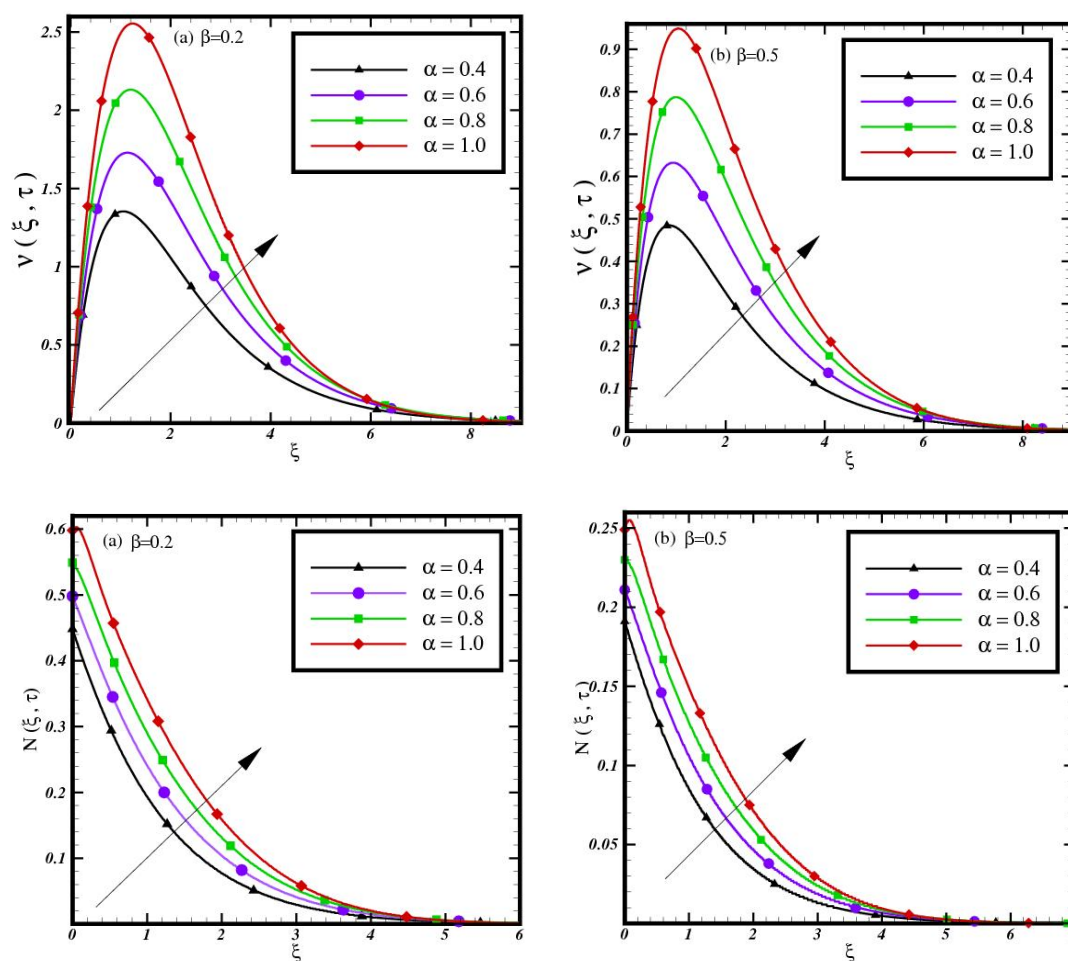 (a) β=0.2
α = 0.4
α = 0.6
α = 0.8
α = 1.0
ν ( ξ , τ )
2.5
2
1.5
1
0.5
0
0 2 4 6 8
ξ
(b) β=0.5
α = 0.4
α = 0.6
α = 0.8
α = 1.0
ν ( ξ , τ )
0.9
0.8
0.7
0.6
0.5
0.4
0.3
0.2
0.1
0
0 2 4 6 8
ξ
(a) β=0.2
α = 0.4
α = 0.6
α = 0.8
α = 1.0
N (ξ , τ)
0.6
0.5
0.4
0.3
0.2
0.1
0 1 2 3 4 5 6
ξ
(b) β=0.5
α = 0.4
α = 0.6
α = 0.8
α = 1.0
N (ξ , τ)
0.25
0.2
0.15
0.1
0.05
0 1 2 3 4 5 6
ξ